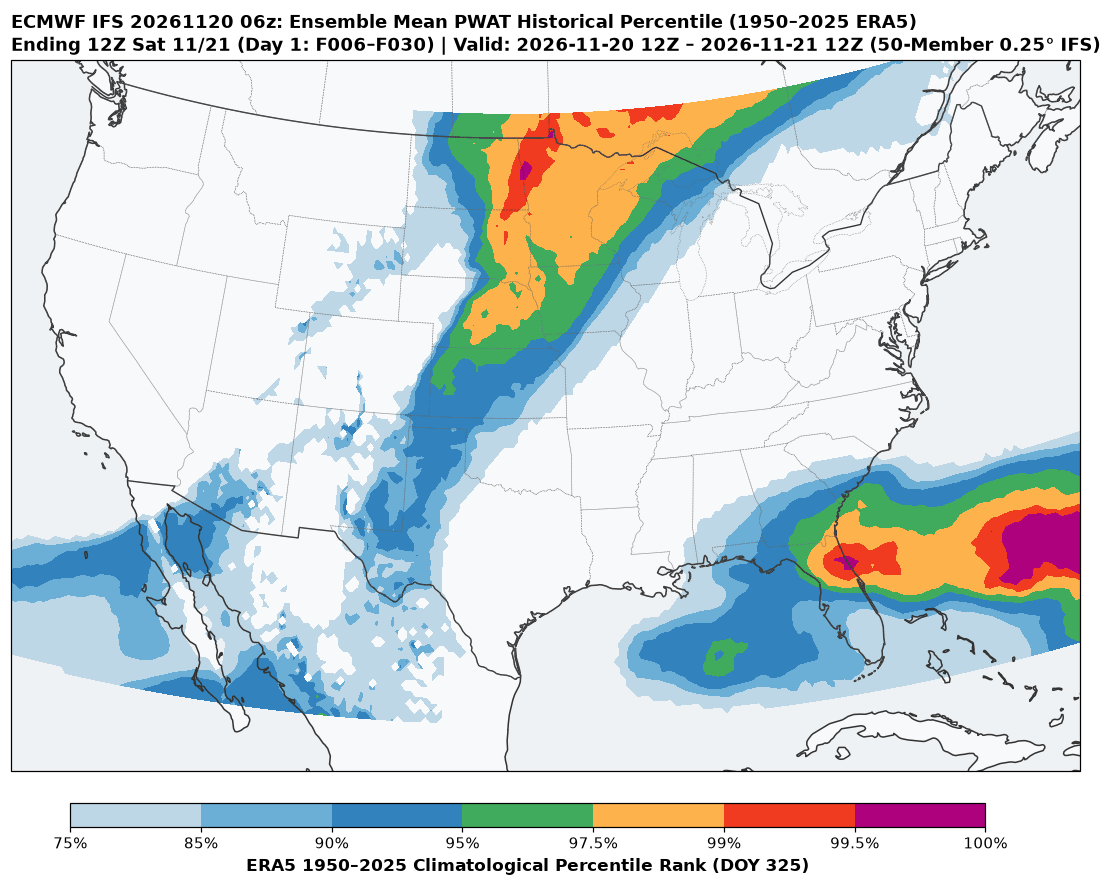 ECMWF IFS 20261120 06z: Ensemble Mean PWAT Historical Percentile (1950–2025 ERA5)
Ending 12Z Sat 11/21 (Day 1: F006–F030) | Valid: 2026-11-20 12Z – 2026-11-21 12Z (50-Member 0.25° IFS)
75% 85% 90% 95% 97.5% 99% 99.5% 100%
ERA5 1950–2025 Climatological Percentile Rank (DOY 325)